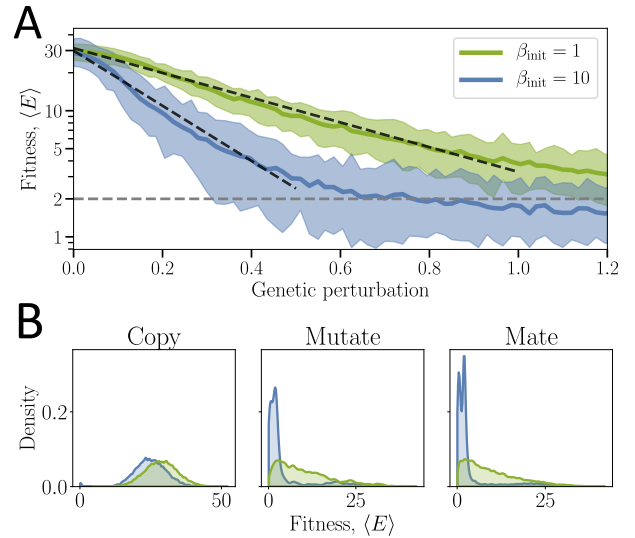 A
30
10
5
2
1
Fitness, ⟨E⟩
β_init = 1
β_init = 10
0.0 0.2 0.4 0.6 0.8 1.0 1.2
Genetic perturbation
B
Copy Mutate Mate
Density
0.2
0.0
0 50 0 25 0 25
Fitness, ⟨E⟩